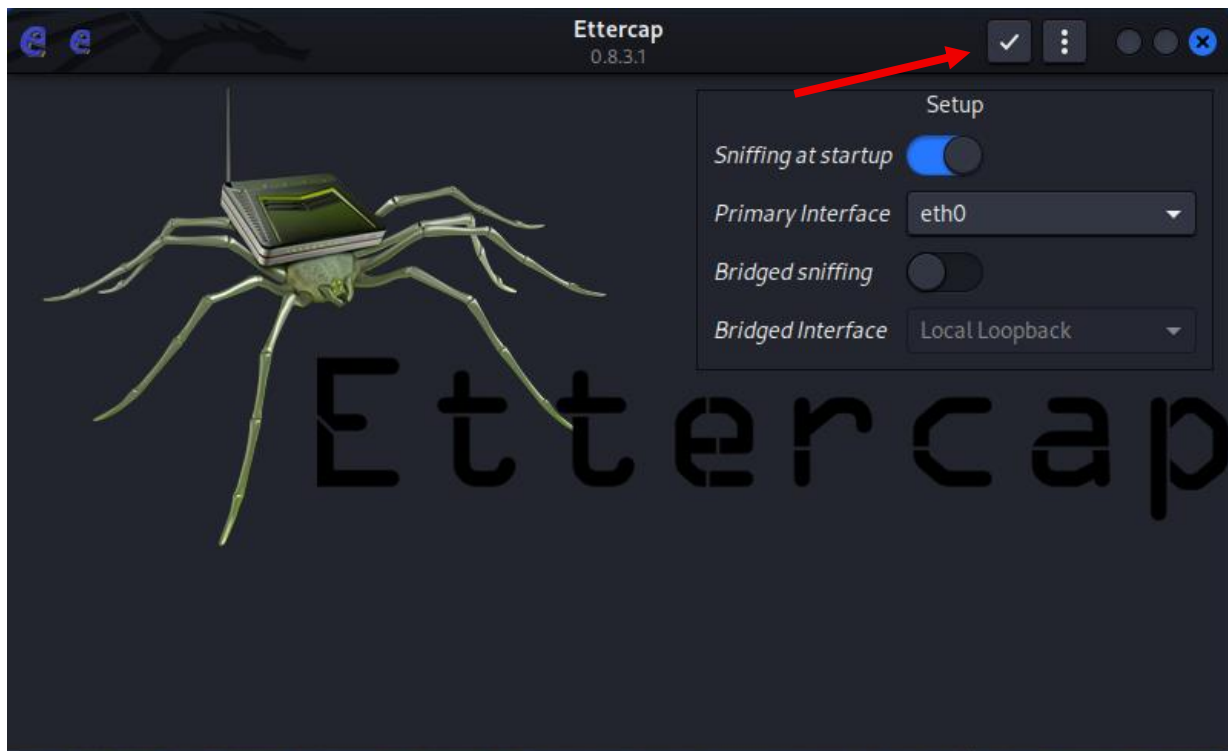 Ettercap
0.8.3.1
Setup
Sniffing at startup
Primary Interface eth0
Bridged sniffing
Bridged Interface Local Loopback
Ettercap